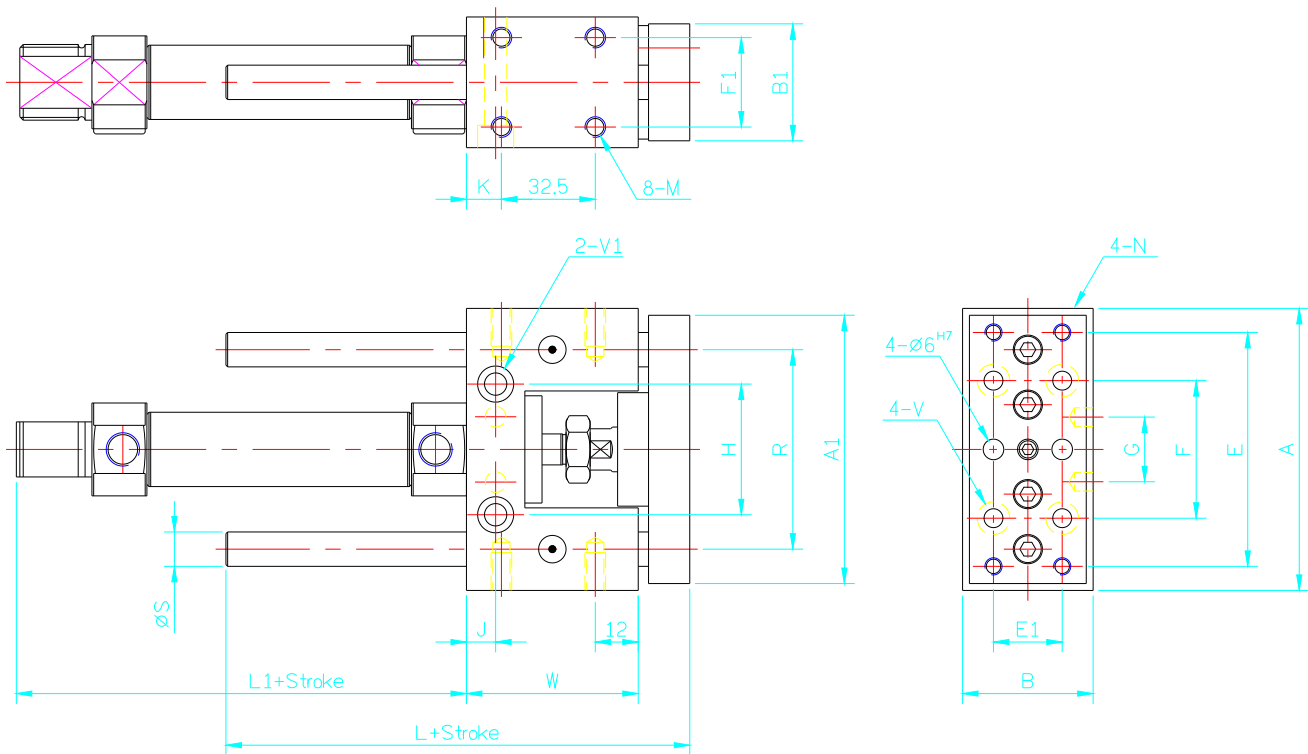 F1
B1
K
32,5
8-M
2-V1
4-N
4-Ø6H7
4-V
H
R
A1
G
F
E
A
ØS
J
12
E1
L1+Stroke
W
B
L+Stroke